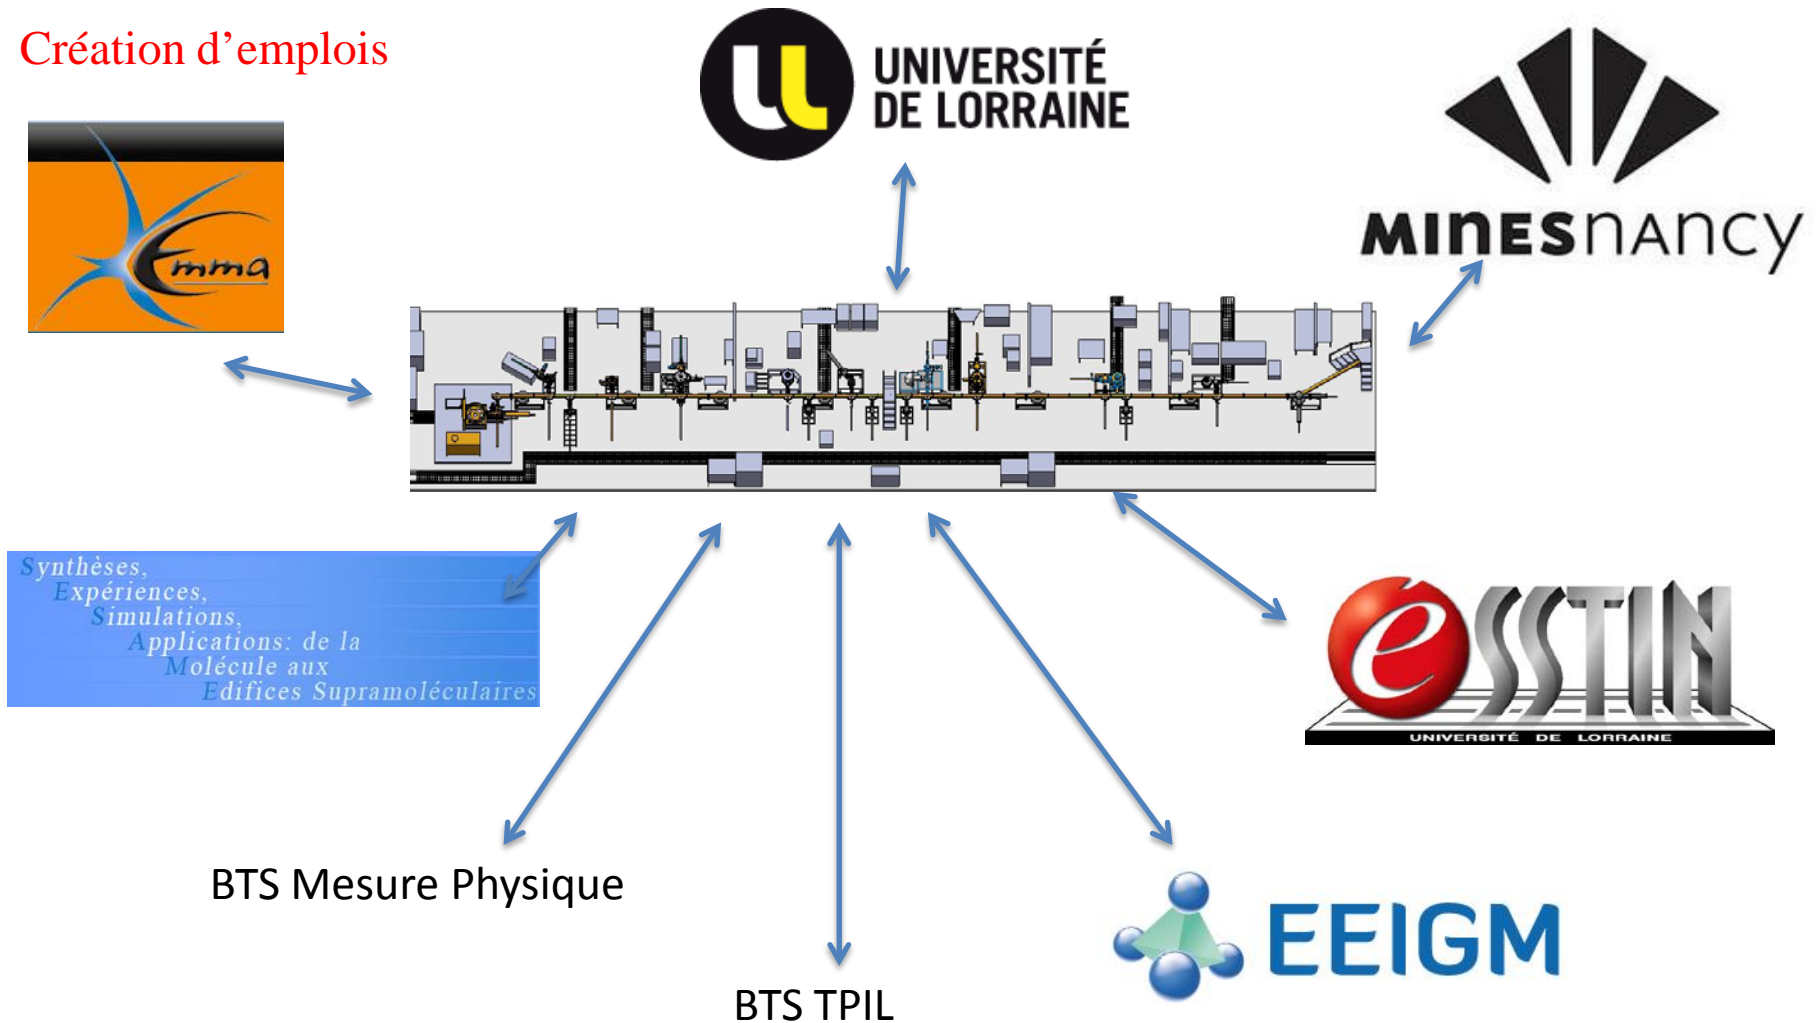 Création d’emplois
UNIVERSITÉ
DE LORRAINE
MINESNANCY
Emma
Synthèses,
Expériences,
Simulations,
Applications: de la
Molécule aux
Edifices Supramoléculaires
eSSTIN
UNIVERSITÉ DE LORRAINE
BTS Mesure Physique
EEIGM
BTS TPIL